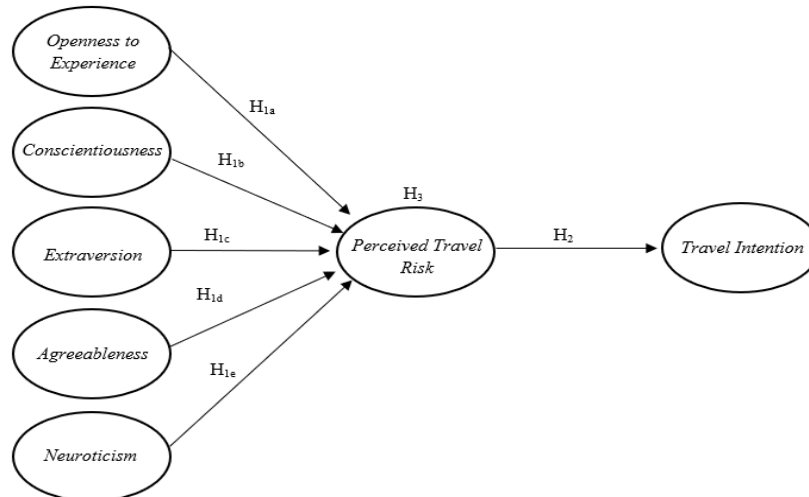 Openness to
Experience
H1a
Conscientiousness
H1b
H3
Extraversion
H1c
Perceived Travel
Risk
H2
Travel Intention
H1d
Agreeableness
H1e
Neuroticism